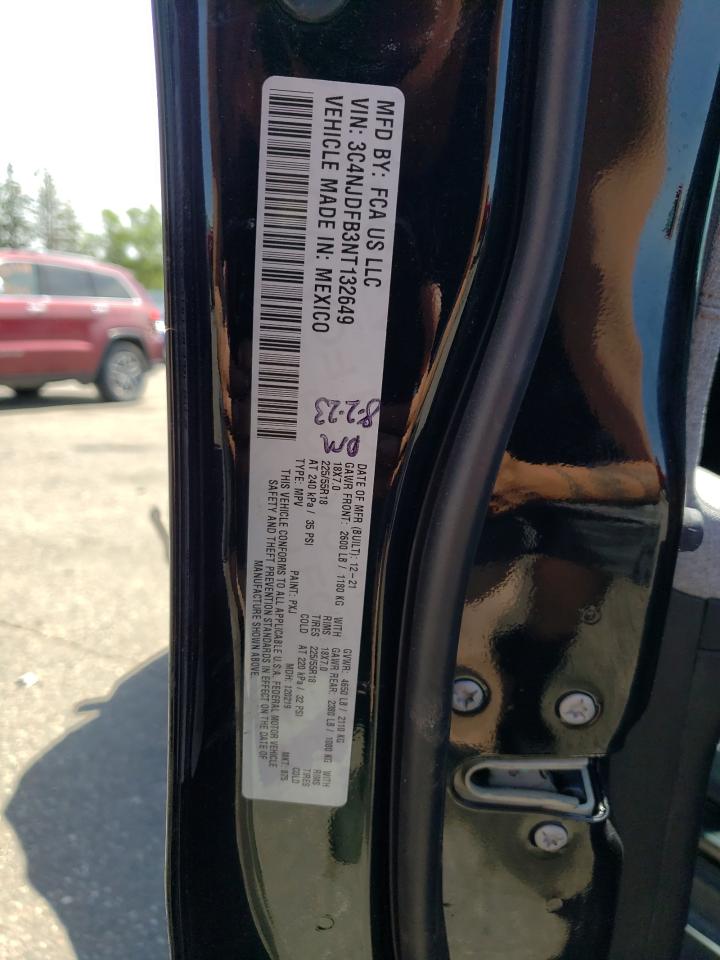 MFD BY: FCA US LLC
VIN: 3C4NJDFB3NT132649
VEHICLE MADE IN: MEXICO
8-2-23
DATE OF MFR (BUILT): 12-21 GVWR: 4650 LB / 2110 KG
GAWR FRONT: 2600 LB / 1180 KG WITH GAWR REAR: 2380 LB / 1080 KG WITH
18X7.0 RIMS 18X7.0 RIMS
225/55R18 TIRES 225/55R18 TIRES
AT 240 kPa / 35 PSI COLD AT 220 kPa / 32 PSI COLD
TYPE: MPV PAINT: PXJ MDH: 120219 MKT:
THIS VEHICLE CONFORMS TO ALL APPLICABLE U.S.A. FEDERAL MOTOR VEHICLE
SAFETY AND THEFT PREVENTION STANDARDS IN EFFECT ON THE DATE OF
MANUFACTURE SHOWN ABOVE.